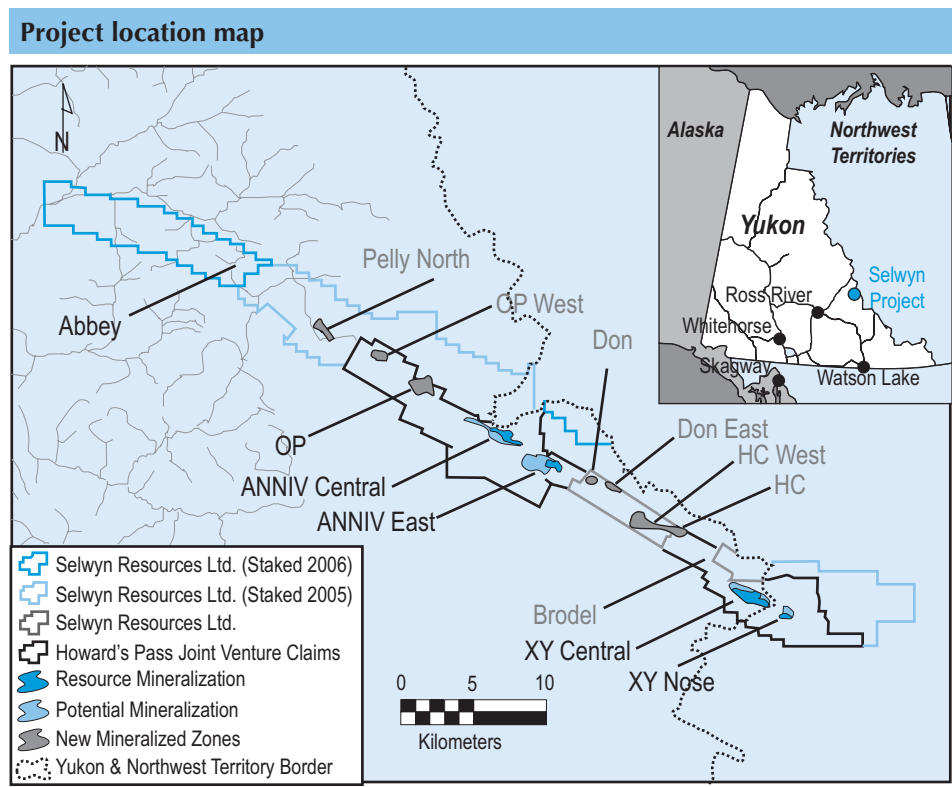 Project location map
N
Alaska
Northwest
Territories
Yukon
Selwyn
Project
Ross River
Whitehorse
Skagway
Watson Lake
Pelly North
OP West
Abbey
Don
OP
Don East
HC West
HC
ANNIV Central
ANNIV East
Brodel
XY Central
XY Nose
Selwyn Resources Ltd. (Staked 2006)
Selwyn Resources Ltd. (Staked 2005)
Selwyn Resources Ltd.
Howard's Pass Joint Venture Claims
Resource Mineralization
Potential Mineralization
New Mineralized Zones
Yukon & Northwest Territory Border
0 5 10
Kilometers